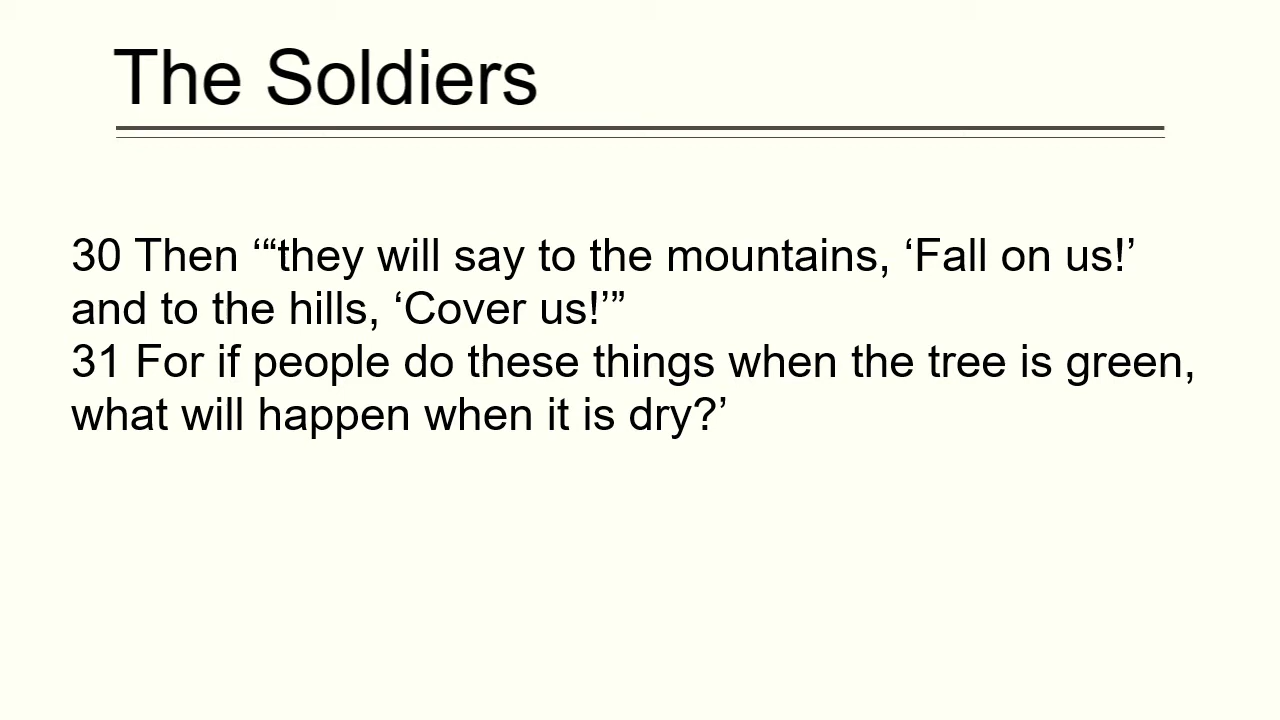 The Soldiers
30 Then ‘“they will say to the mountains, ‘Fall on us!’
and to the hills, ‘Cover us!’”
31 For if people do these things when the tree is green,
what will happen when it is dry?’